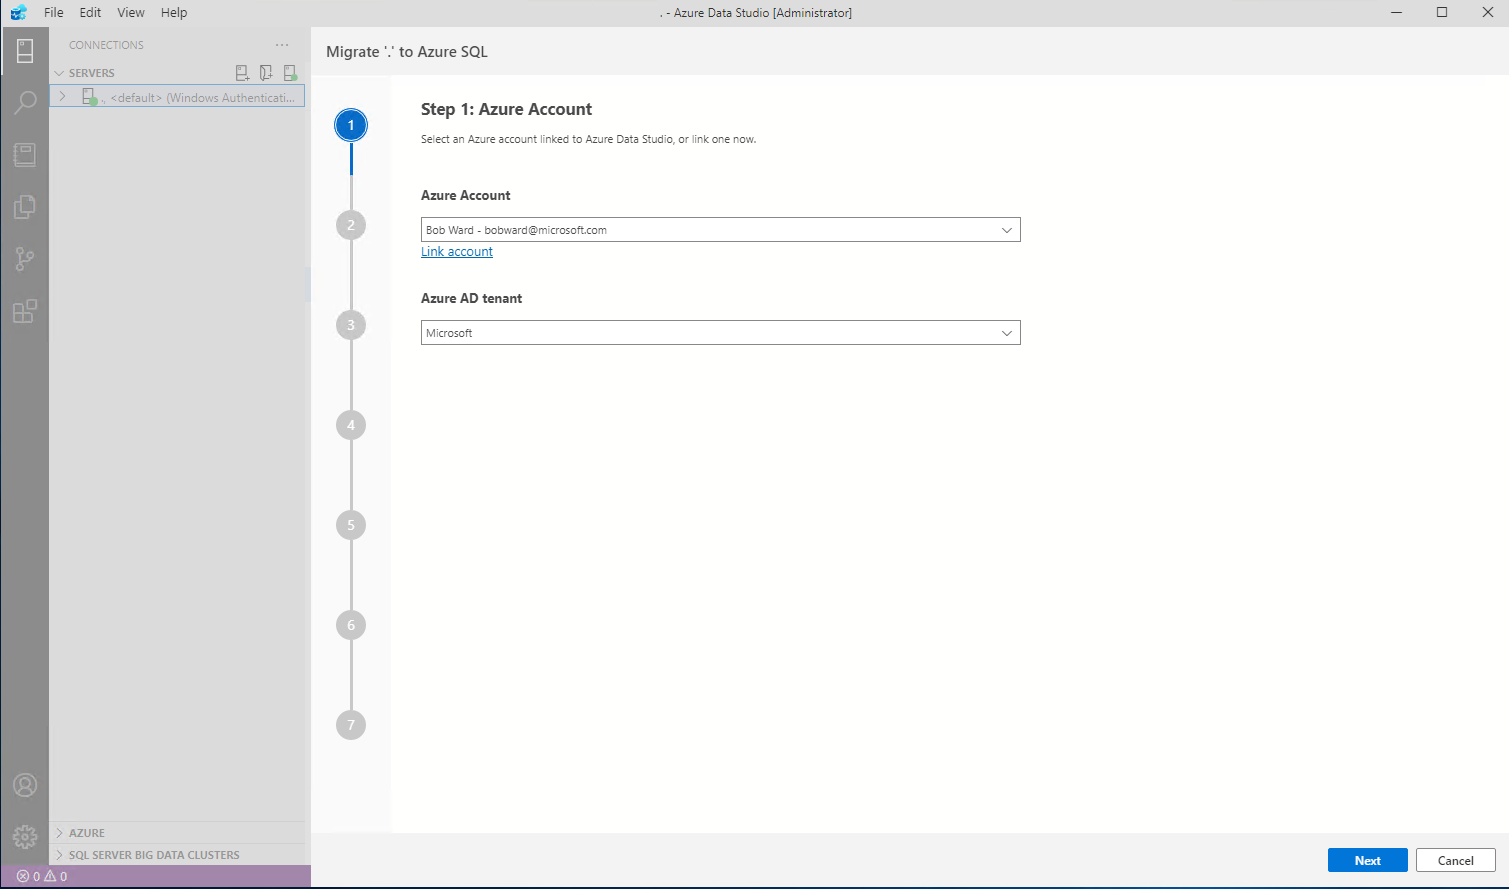 File Edit View Help
. - Azure Data Studio [Administrator]
CONNECTIONS
SERVERS
., <default> (Windows Authenticati...
AZURE
SQL SERVER BIG DATA CLUSTERS
0 0
Migrate '.' to Azure SQL
1
2
3
4
5
6
7
Step 1: Azure Account
Select an Azure account linked to Azure Data Studio, or link one now.
Azure Account
Bob Ward - bobward@microsoft.com
Link account
Azure AD tenant
Microsoft
Next Cancel